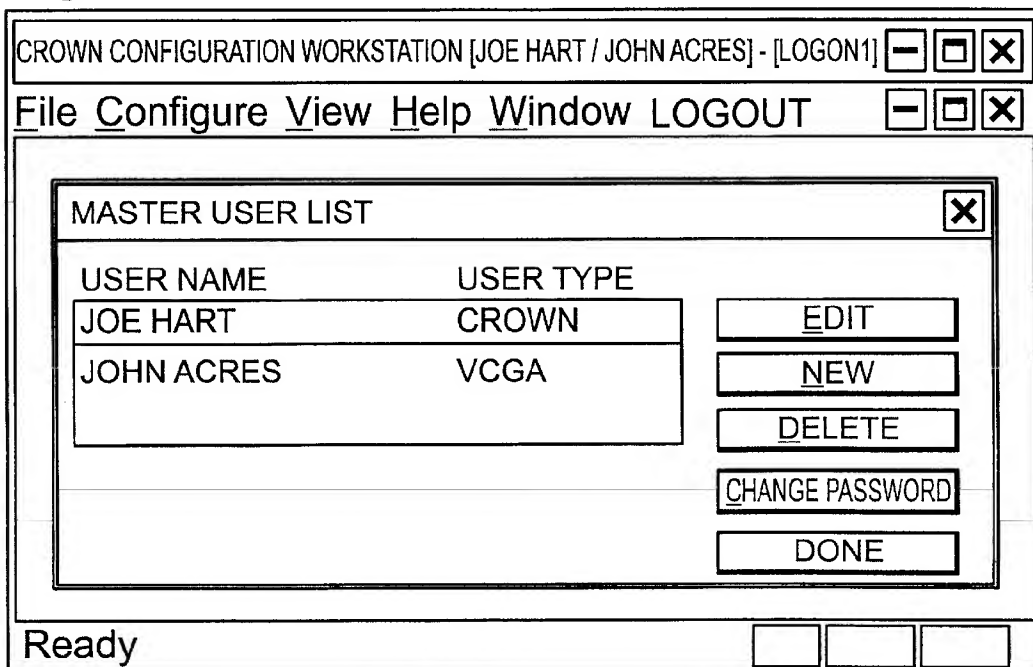 CROWN CONFIGURATION WORKSTATION [JOE HART / JOHN ACRES] - [LOGON1]
File Configure View Help Window LOGOUT
MASTER USER LIST
USER NAME USER TYPE
JOE HART CROWN
JOHN ACRES VCGA
EDIT
NEW
DELETE
CHANGE PASSWORD
DONE
Ready